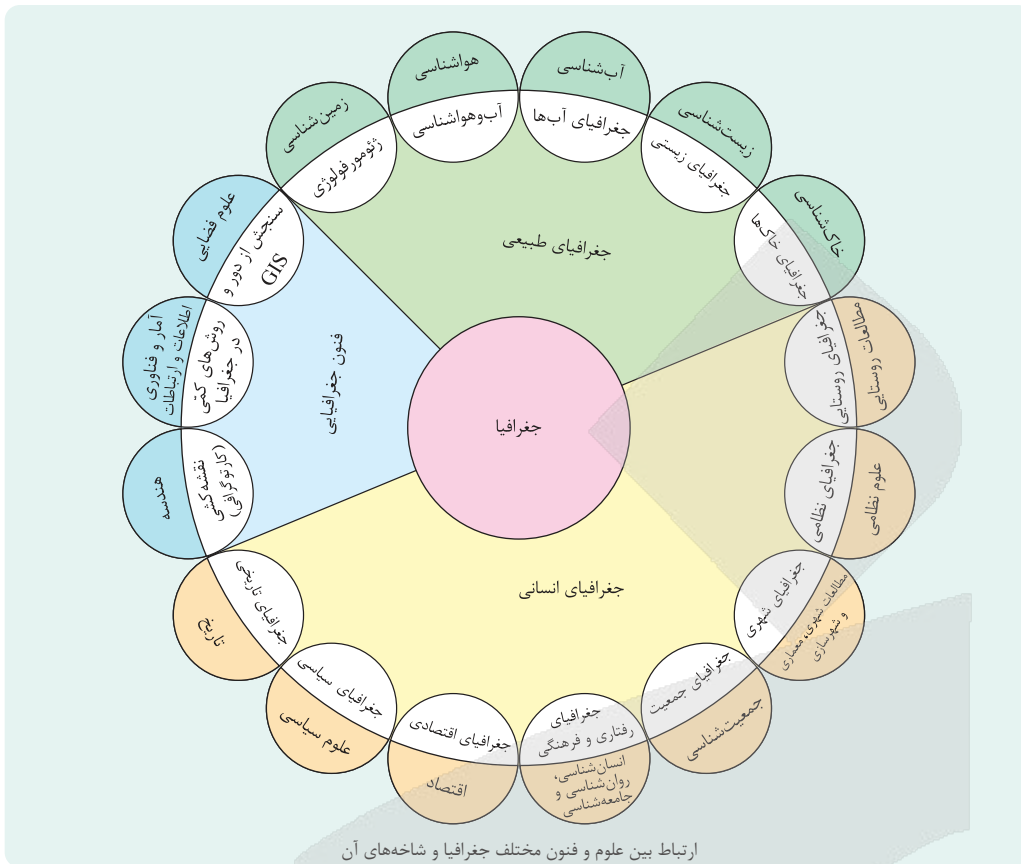 جغرافیا
جغرافیای طبیعی
فنون جغرافیایی
جغرافیای انسانی
هواشناسی
آب‌وهواشناسی
آب‌شناسی
جغرافیای آب‌ها
زیست‌شناسی
جغرافیای زیستی
خاک‌شناسی
جغرافیای خاک‌ها
مطالعات روستایی
جغرافیای روستایی
علوم نظامی
جغرافیای نظامی
جغرافیای شهری
مطالعات شهری، معماری
و شهرسازی
جغرافیای جمعیت
جمعیت‌شناسی
جغرافیای
رفتاری و فرهنگی
انسان‌شناسی،
روان‌شناسی و
جامعه‌شناسی
جغرافیای اقتصادی
اقتصاد
جغرافیای سیاسی
علوم سیاسی
جغرافیای تاریخی
تاریخ
هندسه
نقشه‌کشی
(کارتوگرافی)
آمار و فناوری
اطلاعات و ارتباطات
روش‌های کمّی
در جغرافیا
علوم فضایی
سنجش از دور و
GIS
زمین‌شناسی
ژئومورفولوژی
ارتباط بین علوم و فنون مختلف جغرافیا و شاخه‌های آن